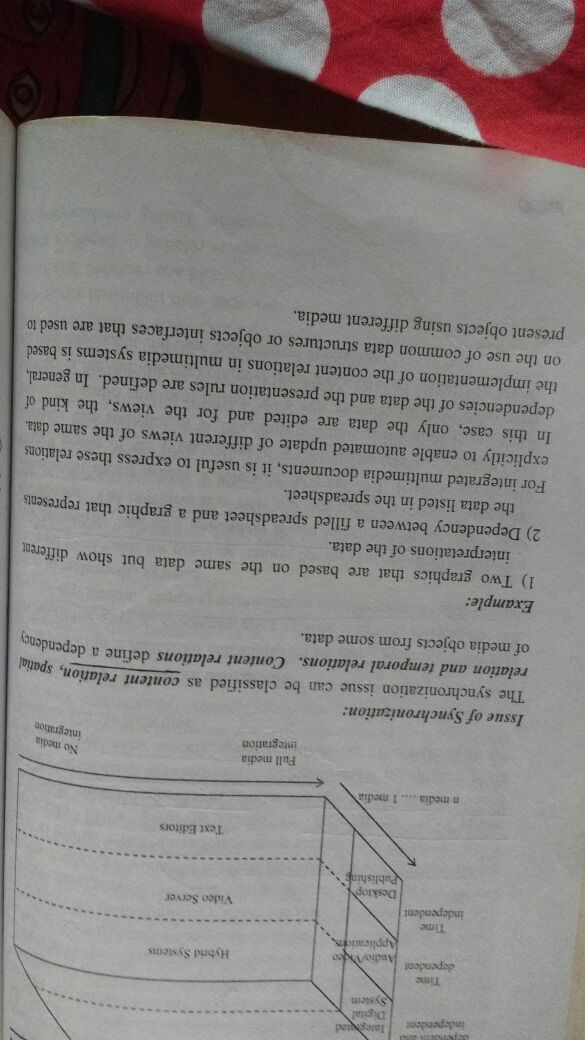 dependent and
independent
Integrated
Digital
System
Time
dependent
Audio/Video
Applications
Hybrid Systems
Time
independent
Video Server
Desktop
Publishing
Text Editors
n media .... 1 media
Full media
integration
No media
integration
Issue of Synchronization:
The synchronization issue can be classified as content relation, spatial
relation and temporal relations. Content relations define a dependency
of media objects from some data.
Example:
1) Two graphics that are based on the same data but show different
interpretations of the data.
2) Dependency between a filled spreadsheet and a graphic that represents
the data listed in the spreadsheet.
For integrated multimedia documents, it is useful to express these relations
explicitly to enable automated update of different views of the same data.
In this case, only the data are edited and for the views, the kind of
dependencies of the data and the presentation rules are defined. In general,
the implementation of the content relations in multimedia systems is based
on the use of common data structures or objects interfaces that are used to
present objects using different media.